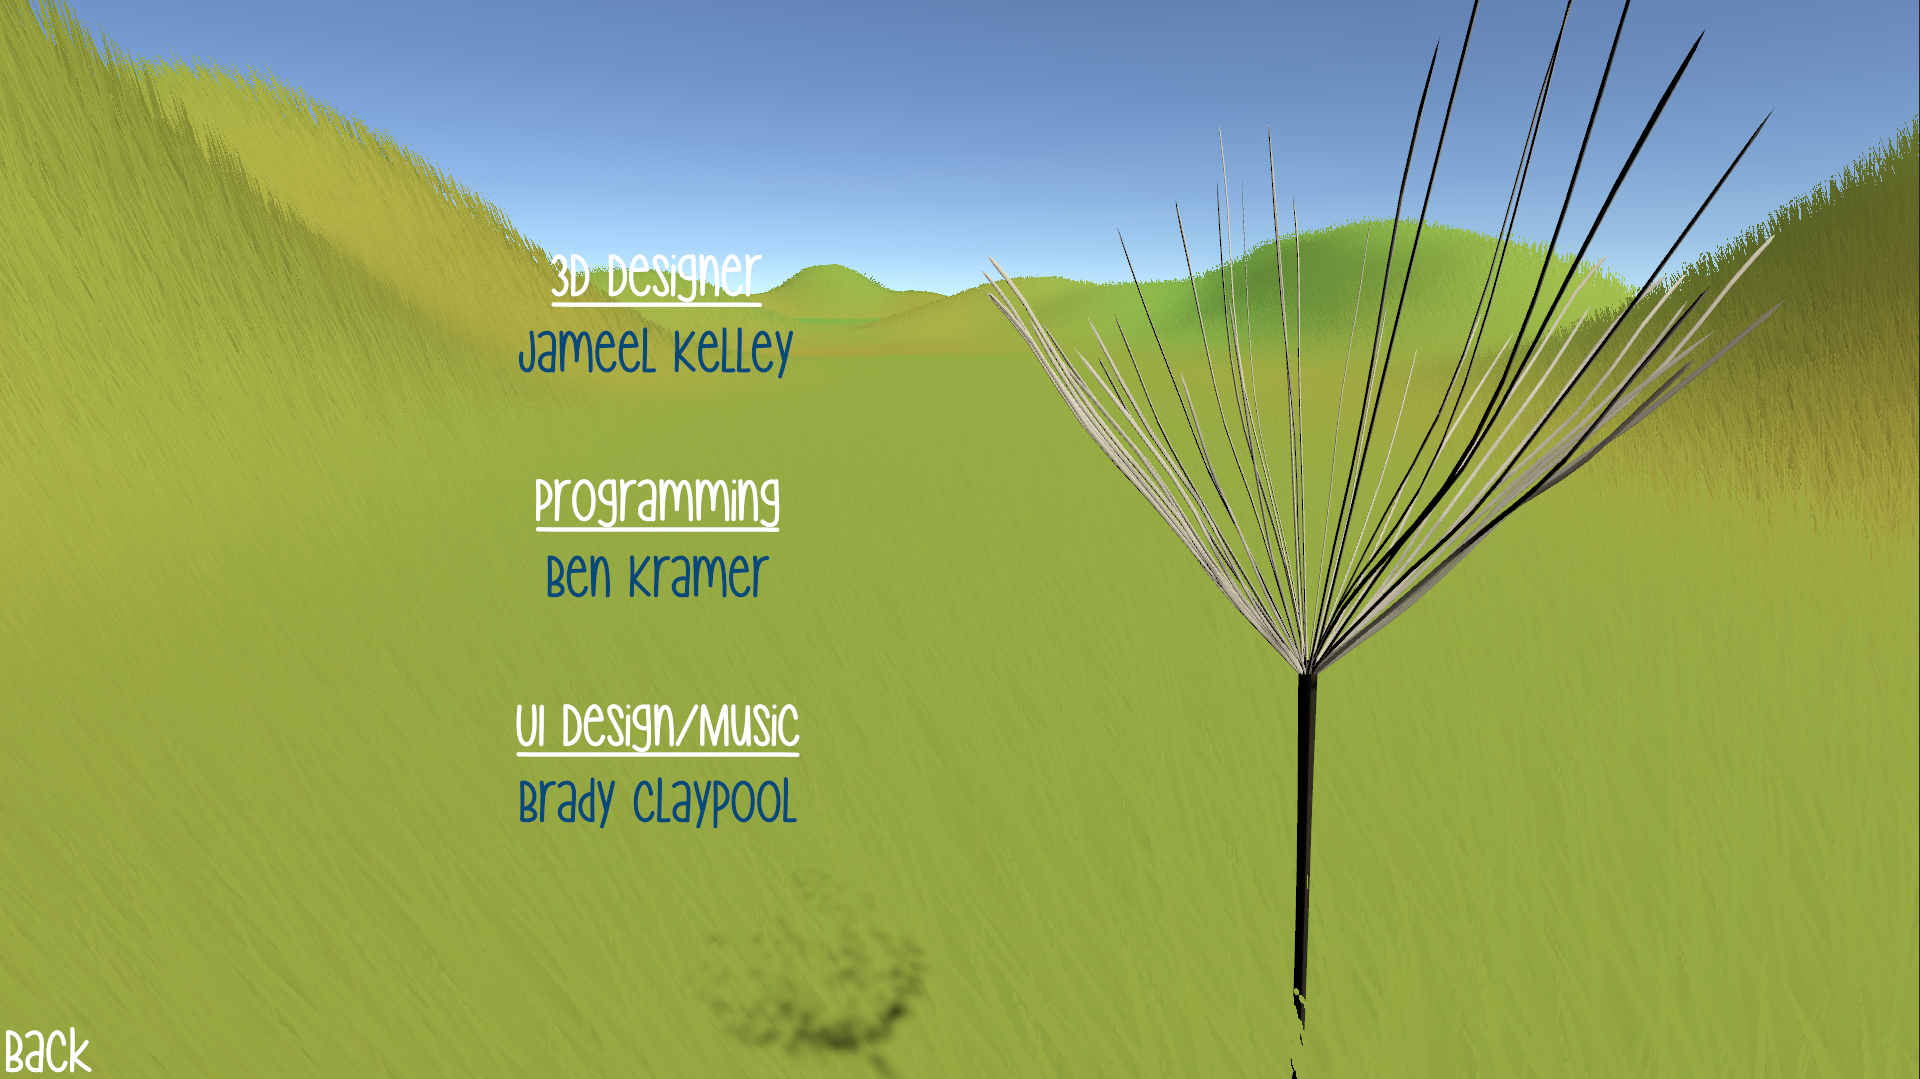 3D Designer
Jameel Kelley
Programming
Ben Kramer
UI Design/Music
Brady Claypool
Back